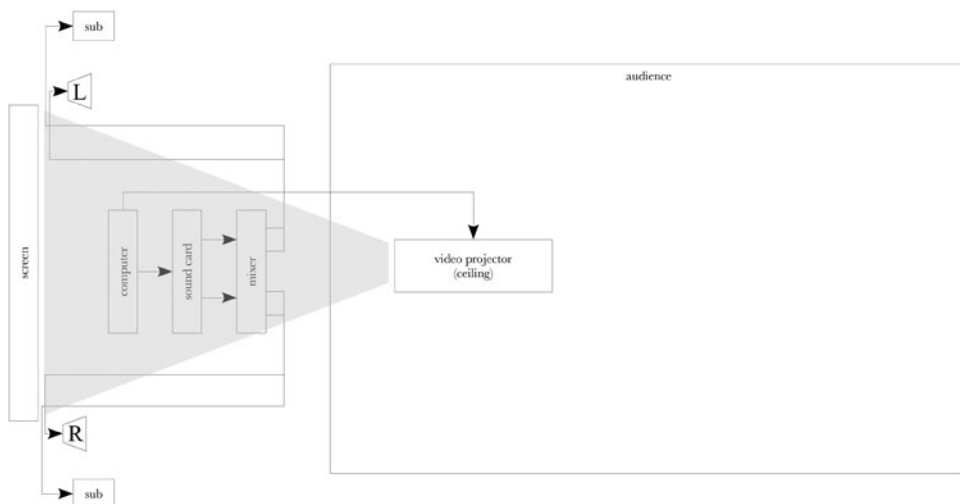 sub
L
audience
screen
computer
sound card
mixer
video projector
(ceiling)
R
sub